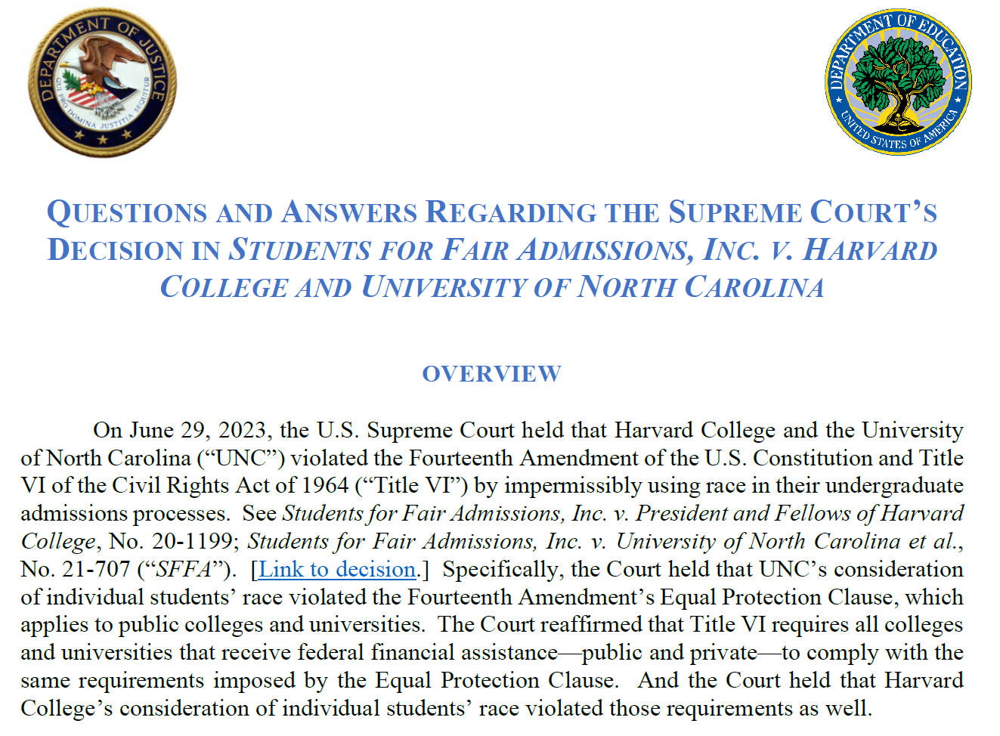 DEPARTMENT OF JUSTICE
QUI PRO DOMINA JUSTITIA SEQUITUR
DEPARTMENT OF EDUCATION
UNITED STATES OF AMERICA
QUESTIONS AND ANSWERS REGARDING THE SUPREME COURT’S
DECISION IN STUDENTS FOR FAIR ADMISSIONS, INC. V. HARVARD
COLLEGE AND UNIVERSITY OF NORTH CAROLINA
OVERVIEW
On June 29, 2023, the U.S. Supreme Court held that Harvard College and the University
of North Carolina (“UNC”) violated the Fourteenth Amendment of the U.S. Constitution and Title
VI of the Civil Rights Act of 1964 (“Title VI”) by impermissibly using race in their undergraduate
admissions processes. See Students for Fair Admissions, Inc. v. President and Fellows of Harvard
College, No. 20-1199; Students for Fair Admissions, Inc. v. University of North Carolina et al.,
No. 21-707 (“SFFA”). [Link to decision.] Specifically, the Court held that UNC’s consideration
of individual students’ race violated the Fourteenth Amendment’s Equal Protection Clause, which
applies to public colleges and universities. The Court reaffirmed that Title VI requires all colleges
and universities that receive federal financial assistance—public and private—to comply with the
same requirements imposed by the Equal Protection Clause. And the Court held that Harvard
College’s consideration of individual students’ race violated those requirements as well.